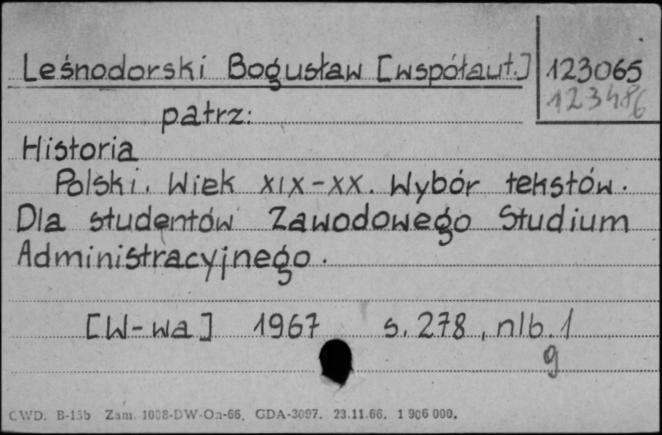 Leśnodorski Bogusław [współaut.]
123065
123486
patrz:
Historia
Polski. Wiek XIX-XX. Wybór tekstów.
Dla studentów Zawodowego Studium
Administracyjnego.
[W-wa] 1967 s. 278, nlb. 1
g
CWD. B-15b Zam. 1008-DW-On-66. GDA-3097. 23.11.66. 1 906 000.